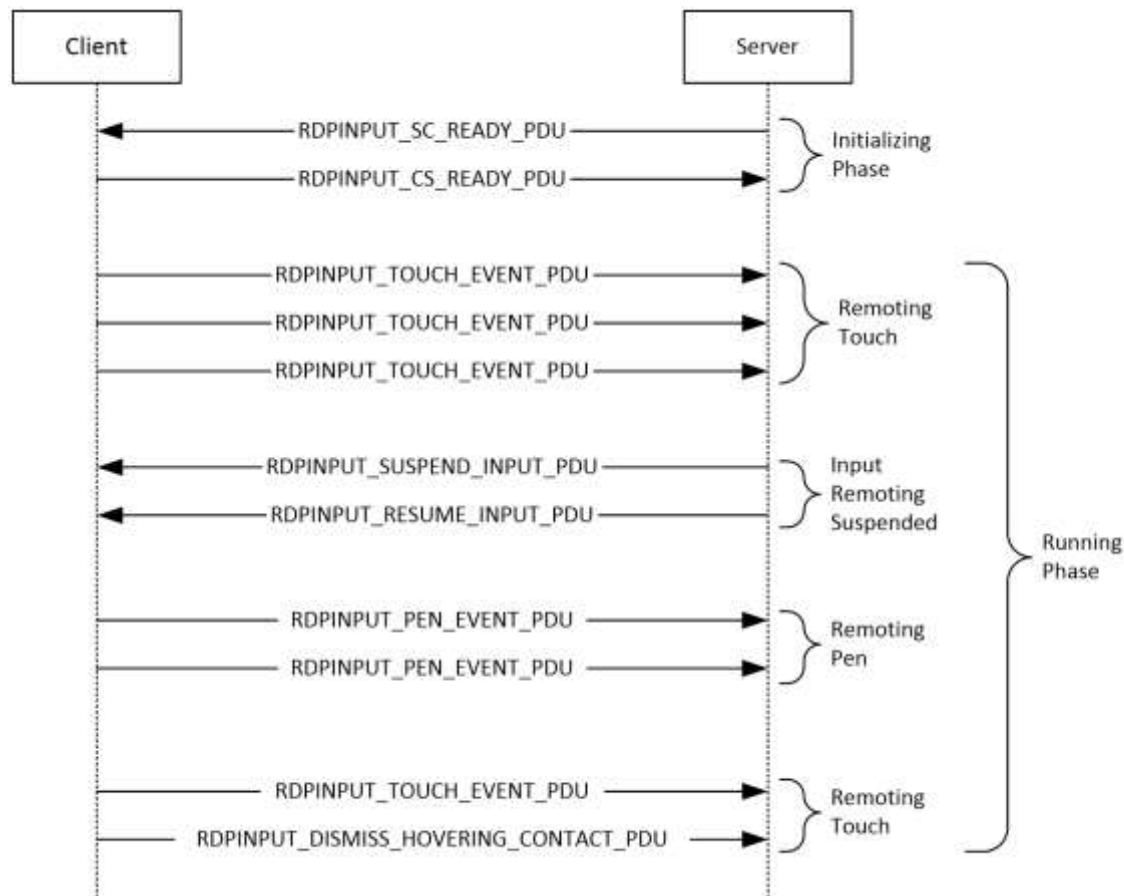 Client
Server
RDPINPUT_SC_READY_PDU
RDPINPUT_CS_READY_PDU
Initializing
Phase
RDPINPUT_TOUCH_EVENT_PDU
RDPINPUT_TOUCH_EVENT_PDU
RDPINPUT_TOUCH_EVENT_PDU
Remoting
Touch
RDPINPUT_SUSPEND_INPUT_PDU
RDPINPUT_RESUME_INPUT_PDU
Input
Remoting
Suspended
Running
Phase
RDPINPUT_PEN_EVENT_PDU
RDPINPUT_PEN_EVENT_PDU
Remoting
Pen
RDPINPUT_TOUCH_EVENT_PDU
RDPINPUT_DISMISS_HOVERING_CONTACT_PDU
Remoting
Touch